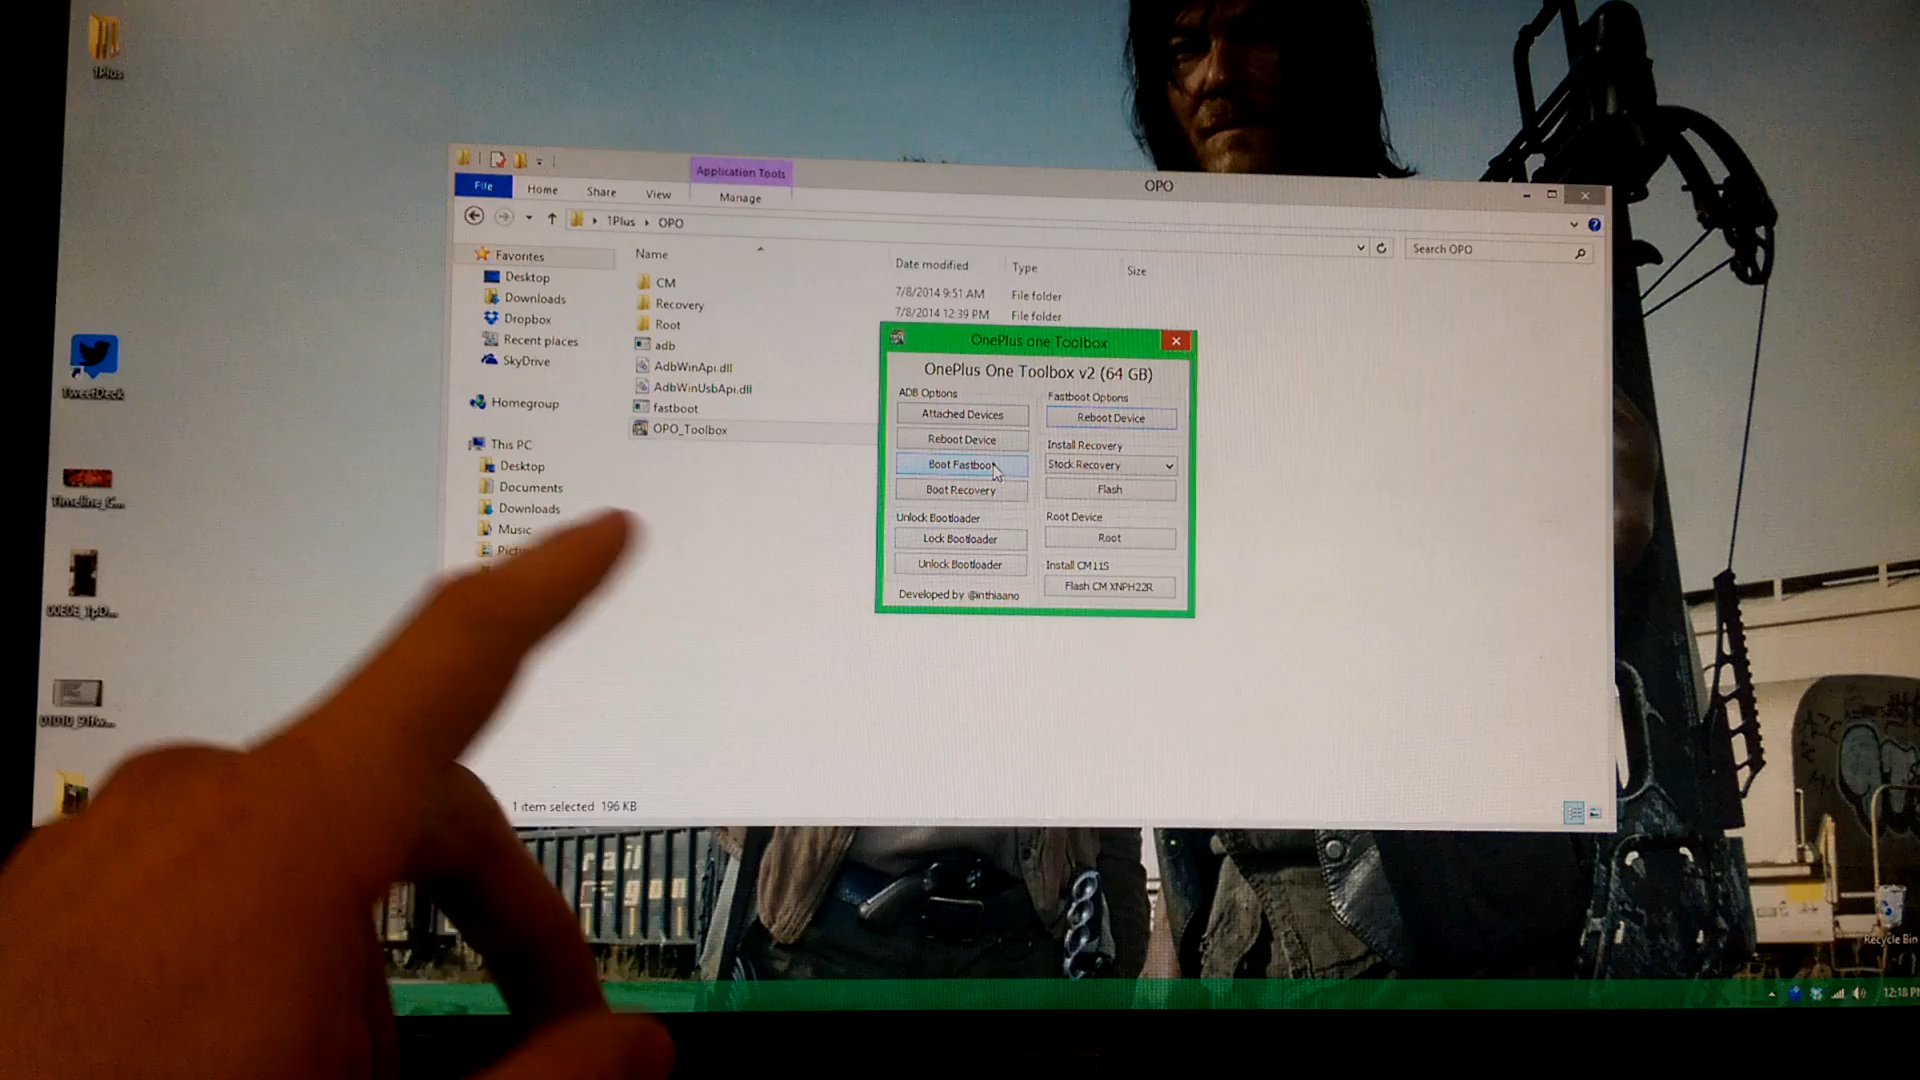 1Plus
TweetDeck
Timeline_C...
00E0E_1pD...
Application Tools
OPO
File
Home
Share
View
Manage
1Plus
OPO
Search OPO
Favorites
Desktop
Downloads
Dropbox
Recent places
SkyDrive
Homegroup
This PC
Desktop
Documents
Downloads
Music
Name
Date modified
Type
Size
CM
7/8/2014 9:51 AM
File folder
Recovery
7/8/2014 12:39 PM
File folder
Root
adb
AdbWinApi.dll
AdbWinUsbApi.dll
fastboot
OPO_Toolbox
OnePlus one Toolbox
OnePlus One Toolbox v2 (64 GB)
ADB Options
Attached Devices
Reboot Device
Boot Fastboot
Boot Recovery
Unlock Bootloader
Lock Bootloader
Unlock Bootloader
Developed by @inthiaano
Fastboot Options
Reboot Device
Install Recovery
Stock Recovery
Flash
Root Device
Root
Install CM11S
Flash CM XNPH22R
1 item selected 196 KB
rail
Recycle Bin
12:18 PM